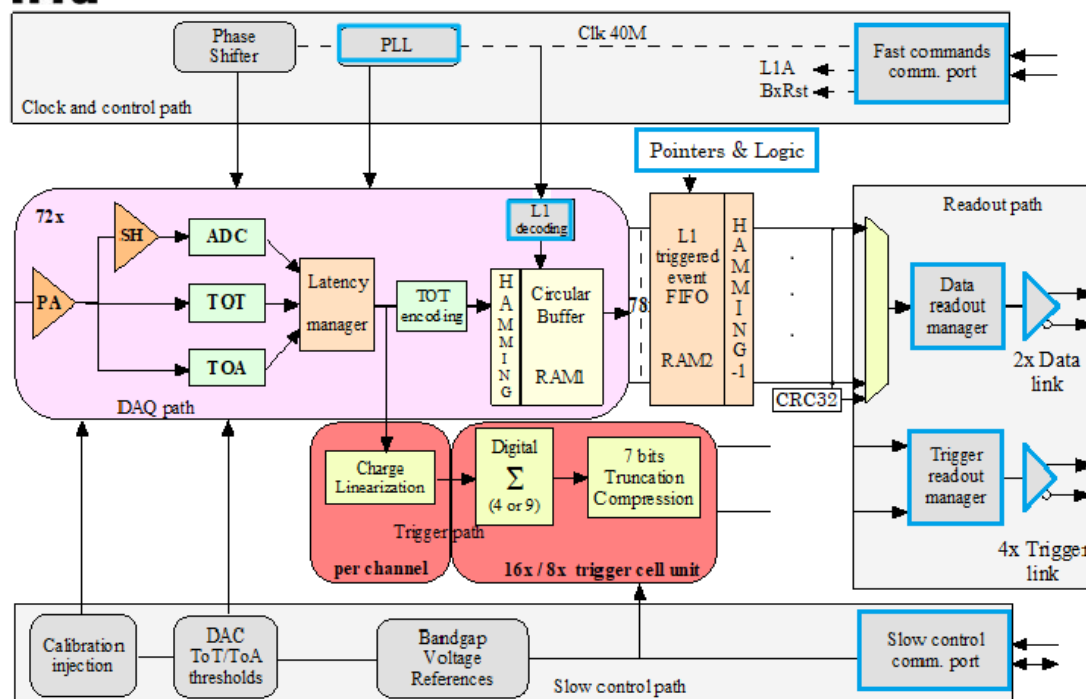 Phase
Shifter
PLL
Clk 40M
Fast commands
comm. port
L1A
BxRst
Clock and control path
Pointers & Logic
72x
SH
ADC
PA
TOT
TOA
Latency
manager
TOT
encoding
L1
decoding
HAMMING
Circular
Buffer
RAM1
DAQ path
78
L1
triggered
event
FIFO
RAM2
HAMMING
-1
CRC32
Readout path
Data
readout
manager
2x Data
link
Trigger
readout
manager
4x Trigger
link
Charge
Linearization
Digital
Σ
(4 or 9)
7 bits
Truncation
Compression
Trigger path
per channel
16x / 8x trigger cell unit
Calibration
injection
DAC
ToT/ToA
thresholds
Bandgap
Voltage
References
Slow control path
Slow control
comm. port